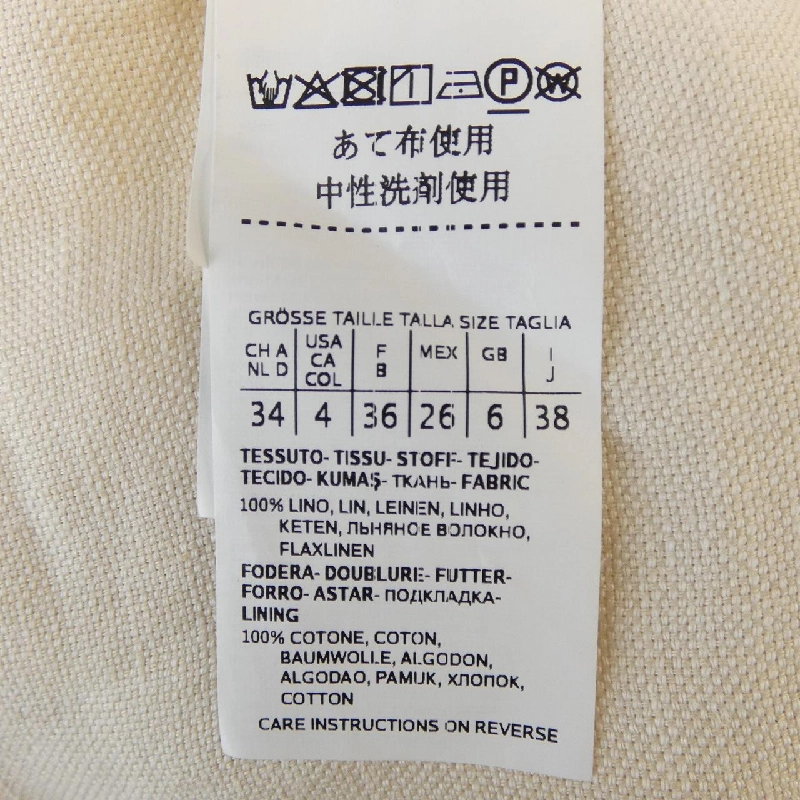 P W
あて布使用
中性洗剤使用
GRÖSSE TAILLE TALLA SIZE TAGLIA
CH A NL D USA CA COL F B MEX GB I J
34 4 36 26 6 38
TESSUTO- TISSU- STOFF- TEJIDO-
TECIDO- KUMAŞ- ТКАНЬ- FABRIC
100% LINO, LIN, LEINEN, LINHO,
KETEN, ЛЬНЯНОЕ ВОЛОКНО,
FLAXLINEN
FODERA- DOUBLURE- FUTTER-
FORRO- ASTAR- ПОДКЛАДКА-
LINING
100% COTONE, COTON,
BAUMWOLLE, ALGODON,
ALGODAO, PAMUK, ХЛОПОК,
COTTON
CARE INSTRUCTIONS ON REVERSE